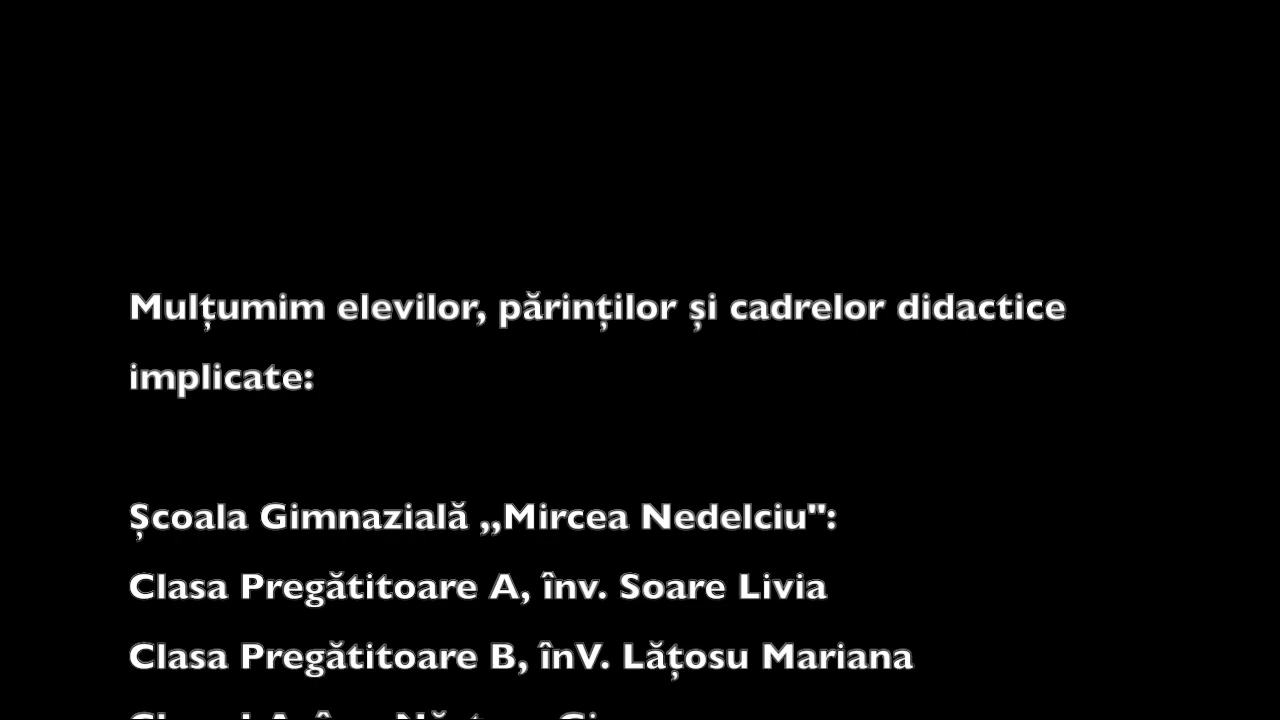 Mulțumim elevilor, părinților și cadrelor didactice
implicate:
Școala Gimnazială ,,Mircea Nedelciu":
Clasa Pregătitoare A, înv. Soare Livia
Clasa Pregătitoare B, înV. Lățosu Mariana